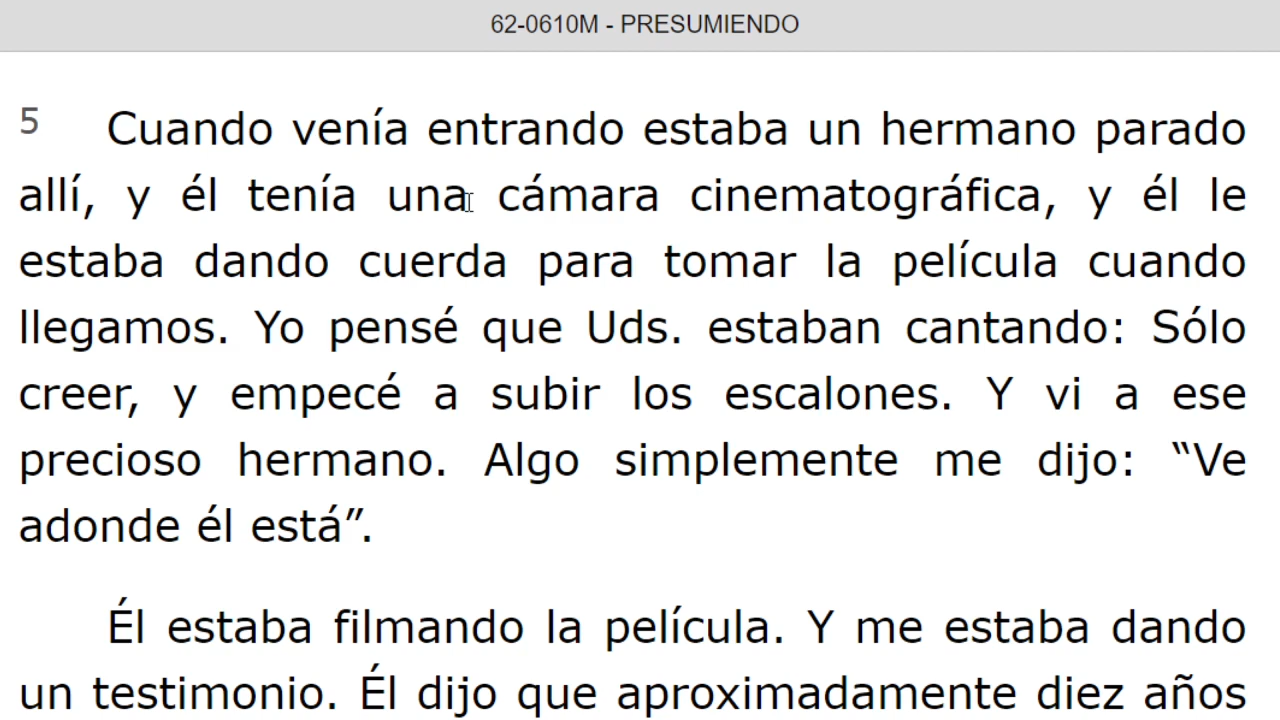 62-0610M - PRESUMIENDO
5 Cuando venía entrando estaba un hermano parado
allí, y él tenía una cámara cinematográfica, y él le
estaba dando cuerda para tomar la película cuando
llegamos. Yo pensé que Uds. estaban cantando: Sólo
creer, y empecé a subir los escalones. Y vi a ese
precioso hermano. Algo simplemente me dijo: “Ve
adonde él está”.
Él estaba filmando la película. Y me estaba dando
un testimonio. Él dijo que aproximadamente diez años